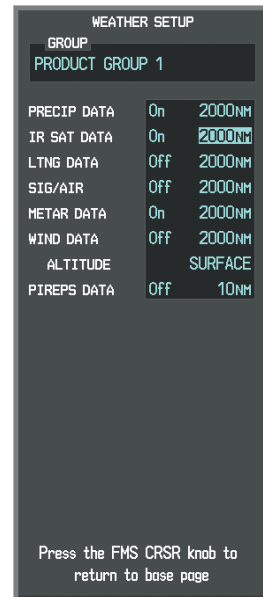 WEATHER SETUP
GROUP
PRODUCT GROUP 1
PRECIP DATA On 2000NM
IR SAT DATA On 2000NM
LTNG DATA Off 2000NM
SIG/AIR Off 2000NM
METAR DATA On 2000NM
WIND DATA Off 2000NM
ALTITUDE SURFACE
PIREPS DATA Off 10NM
Press the FMS CRSR knob to
return to base page